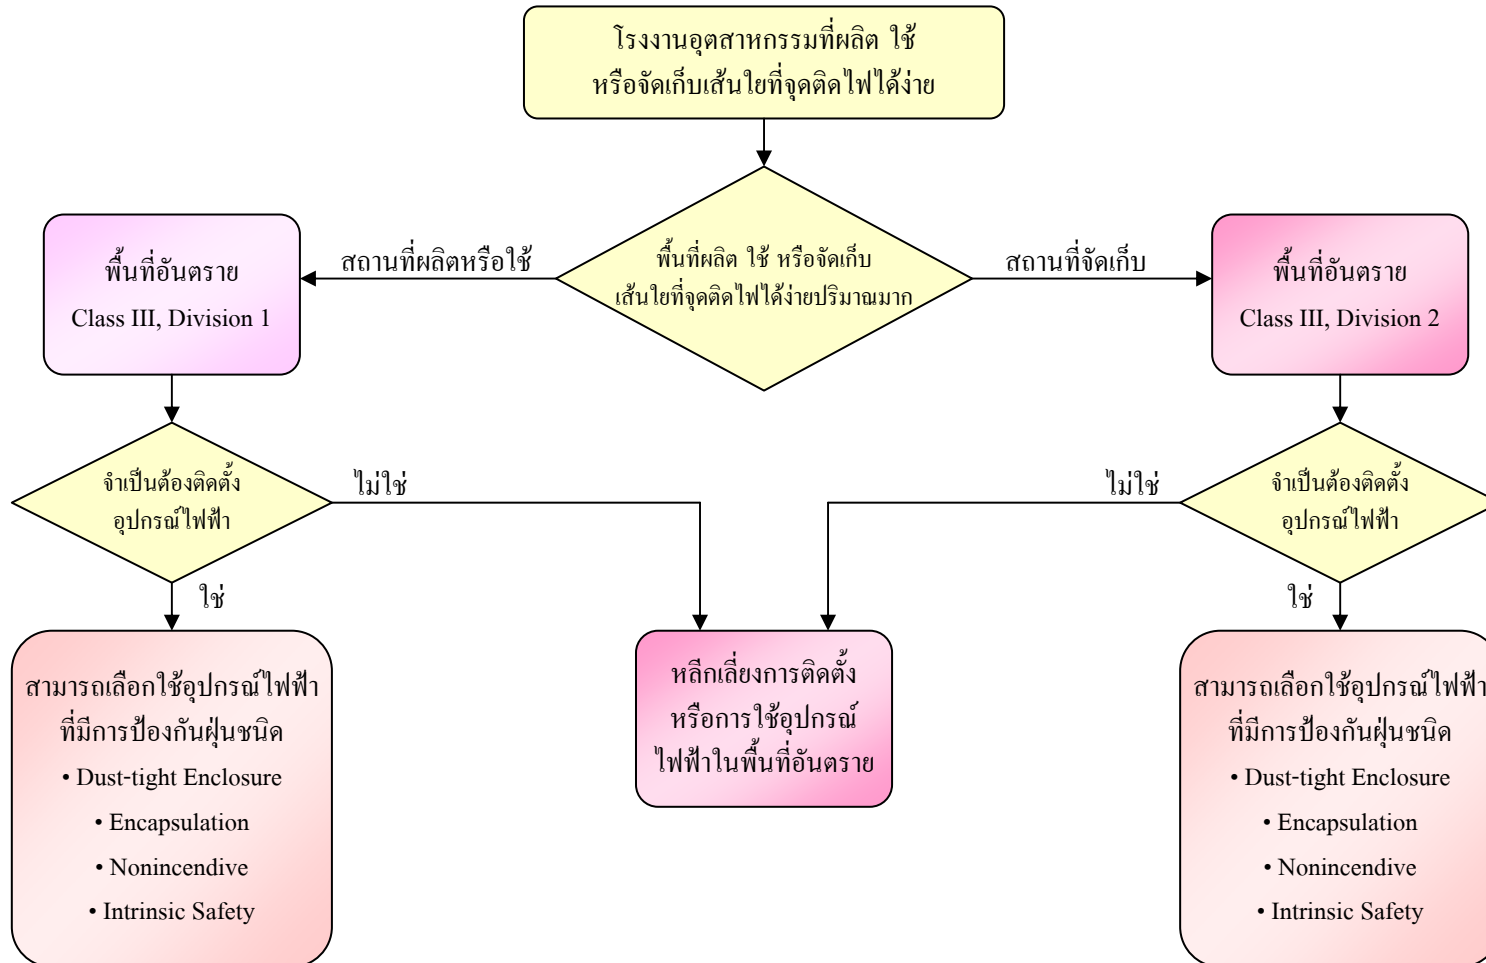 โรงงานอุตสาหกรรมที่ผลิต ใช้
หรือจัดเก็บเส้นใยที่จุดติดไฟได้ง่าย
พื้นที่ผลิต ใช้ หรือจัดเก็บ
เส้นใยที่จุดติดไฟได้ง่ายปริมาณมาก
สถานที่ผลิตหรือใช้
สถานที่จัดเก็บ
พื้นที่อันตราย
Class III, Division 1
พื้นที่อันตราย
Class III, Division 2
จำเป็นต้องติดตั้ง
อุปกรณ์ไฟฟ้า
ไม่ใช่
ไม่ใช่
จำเป็นต้องติดตั้ง
อุปกรณ์ไฟฟ้า
ใช่
ใช่
สามารถเลือกใช้อุปกรณ์ไฟฟ้า
ที่มีการป้องกันฝุ่นชนิด
• Dust-tight Enclosure
• Encapsulation
• Nonincendive
• Intrinsic Safety
หลีกเลี่ยงการติดตั้ง
หรือการใช้อุปกรณ์
ไฟฟ้าในพื้นที่อันตราย
สามารถเลือกใช้อุปกรณ์ไฟฟ้า
ที่มีการป้องกันฝุ่นชนิด
• Dust-tight Enclosure
• Encapsulation
• Nonincendive
• Intrinsic Safety